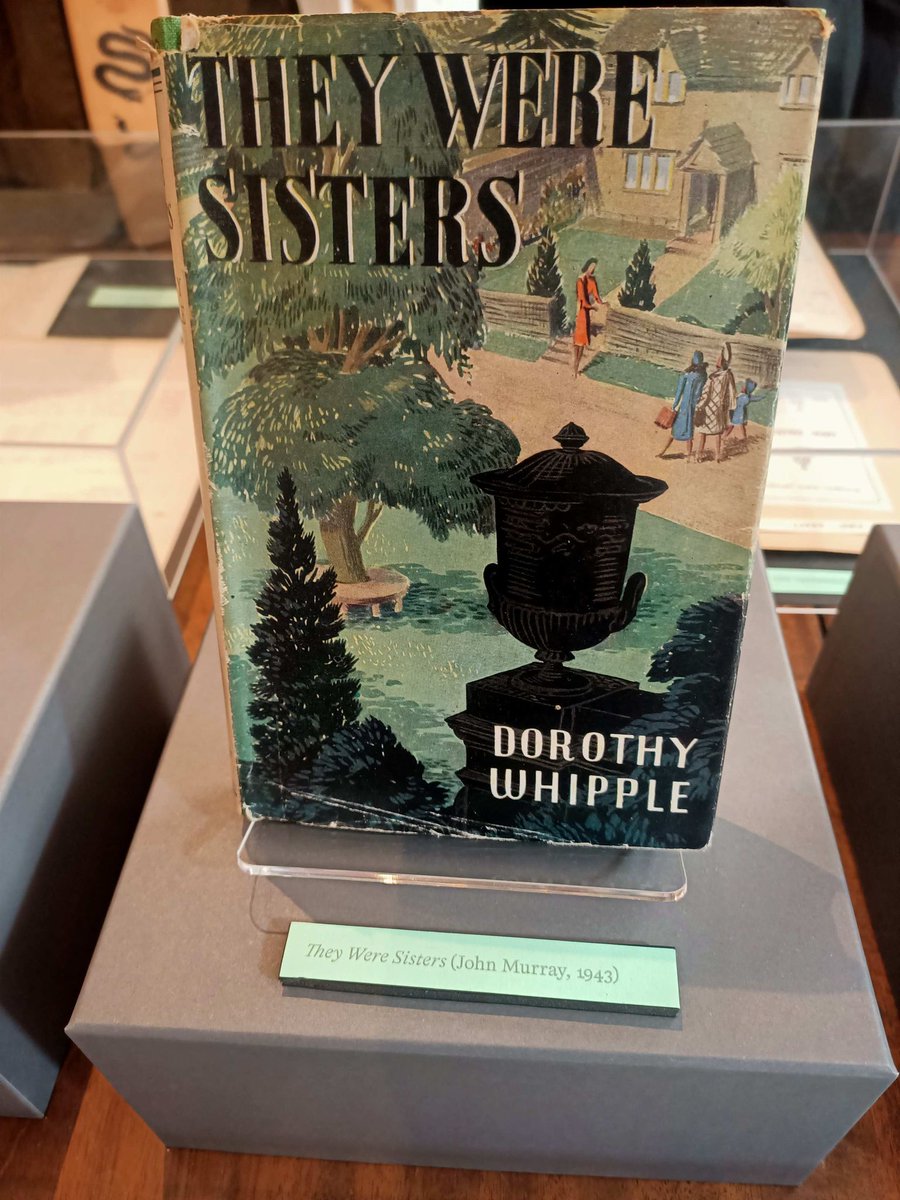 THEY WERE
SISTERS
DOROTHY
WHIPPLE
They Were Sisters (John Murray, 1943)